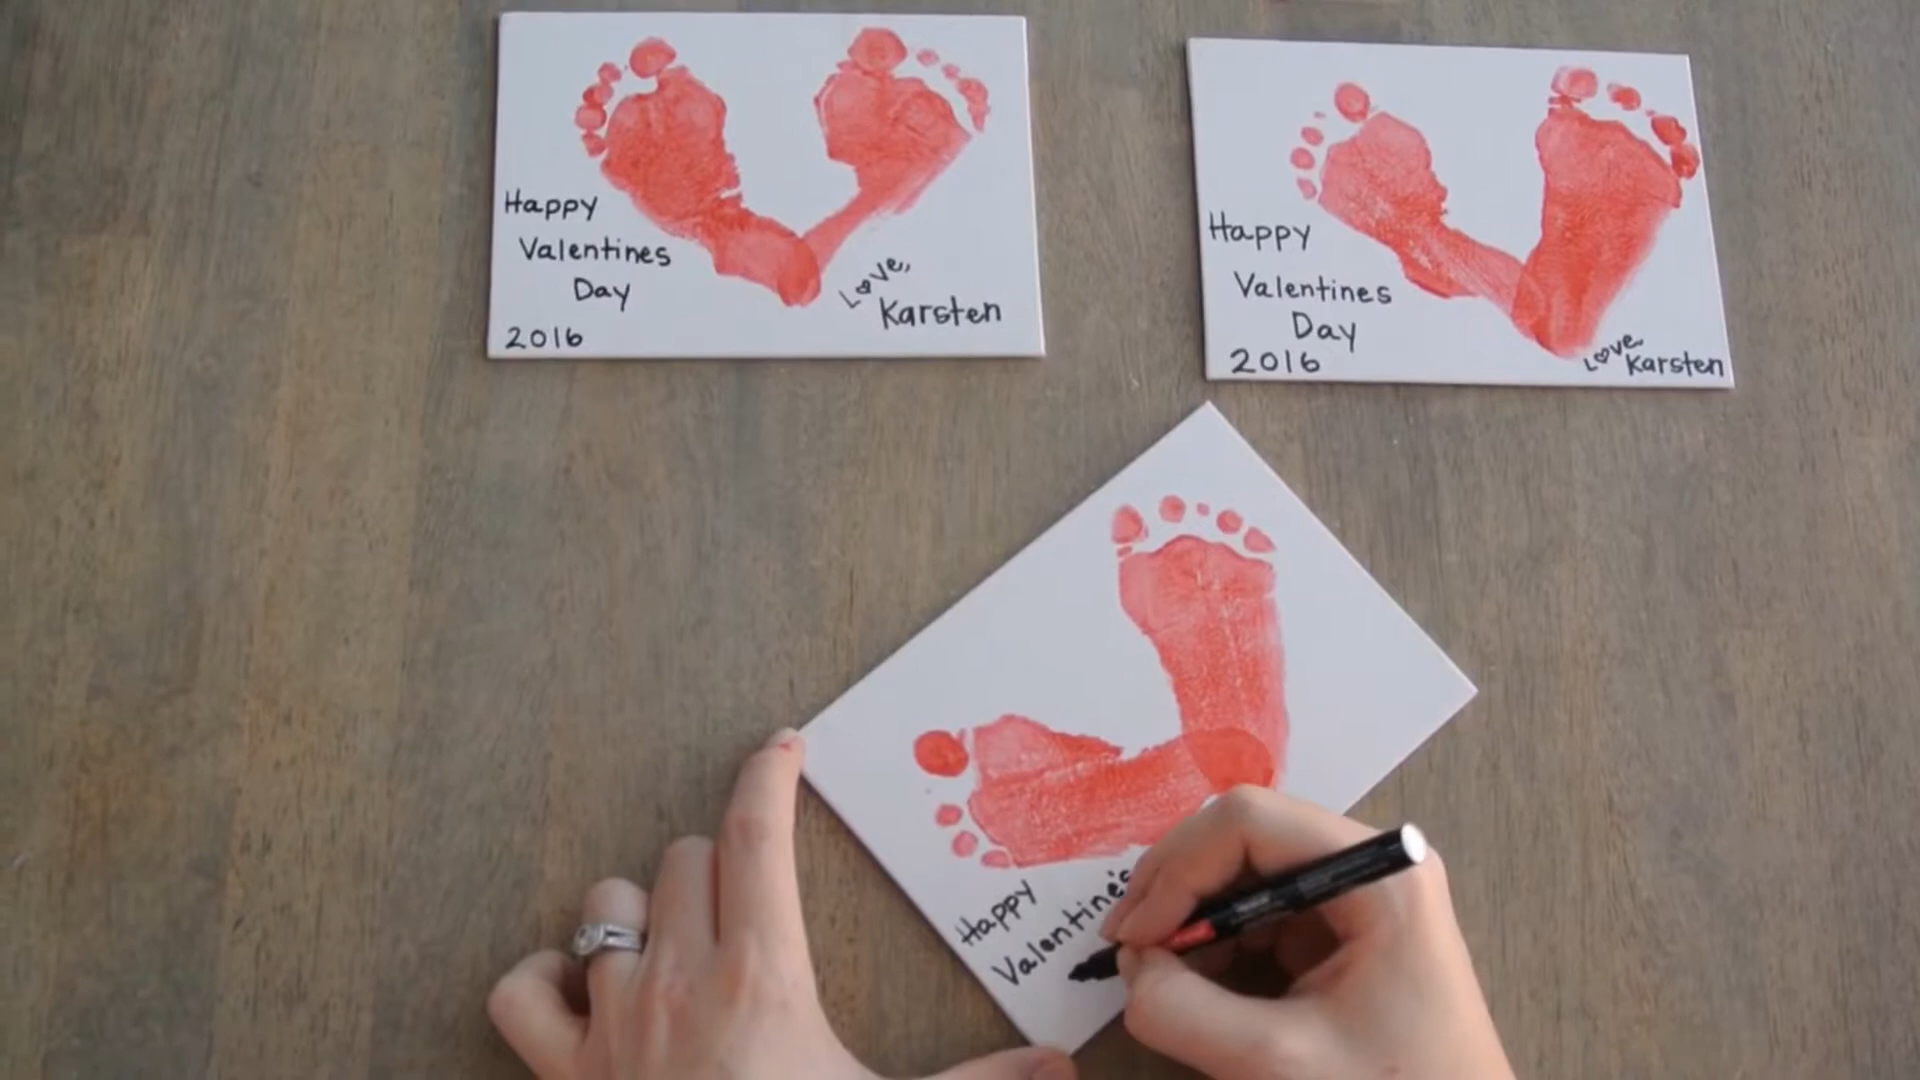 Happy
Valentines
Day
2016
Love,
Karsten
Happy
Valentines
Day
2016
Love,
Karsten
Happy
Valentine's